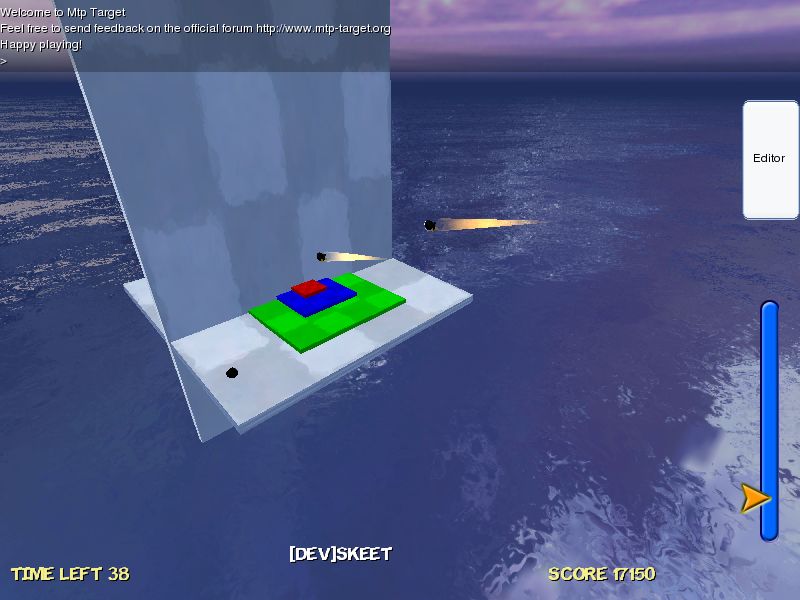 Welcome to Mtp Target
Feel free to send feedback on the official forum http://www.mtp-target.org
Happy playing!
>
Editor
[DEV]SKEET
TIME LEFT 38
SCORE 17150